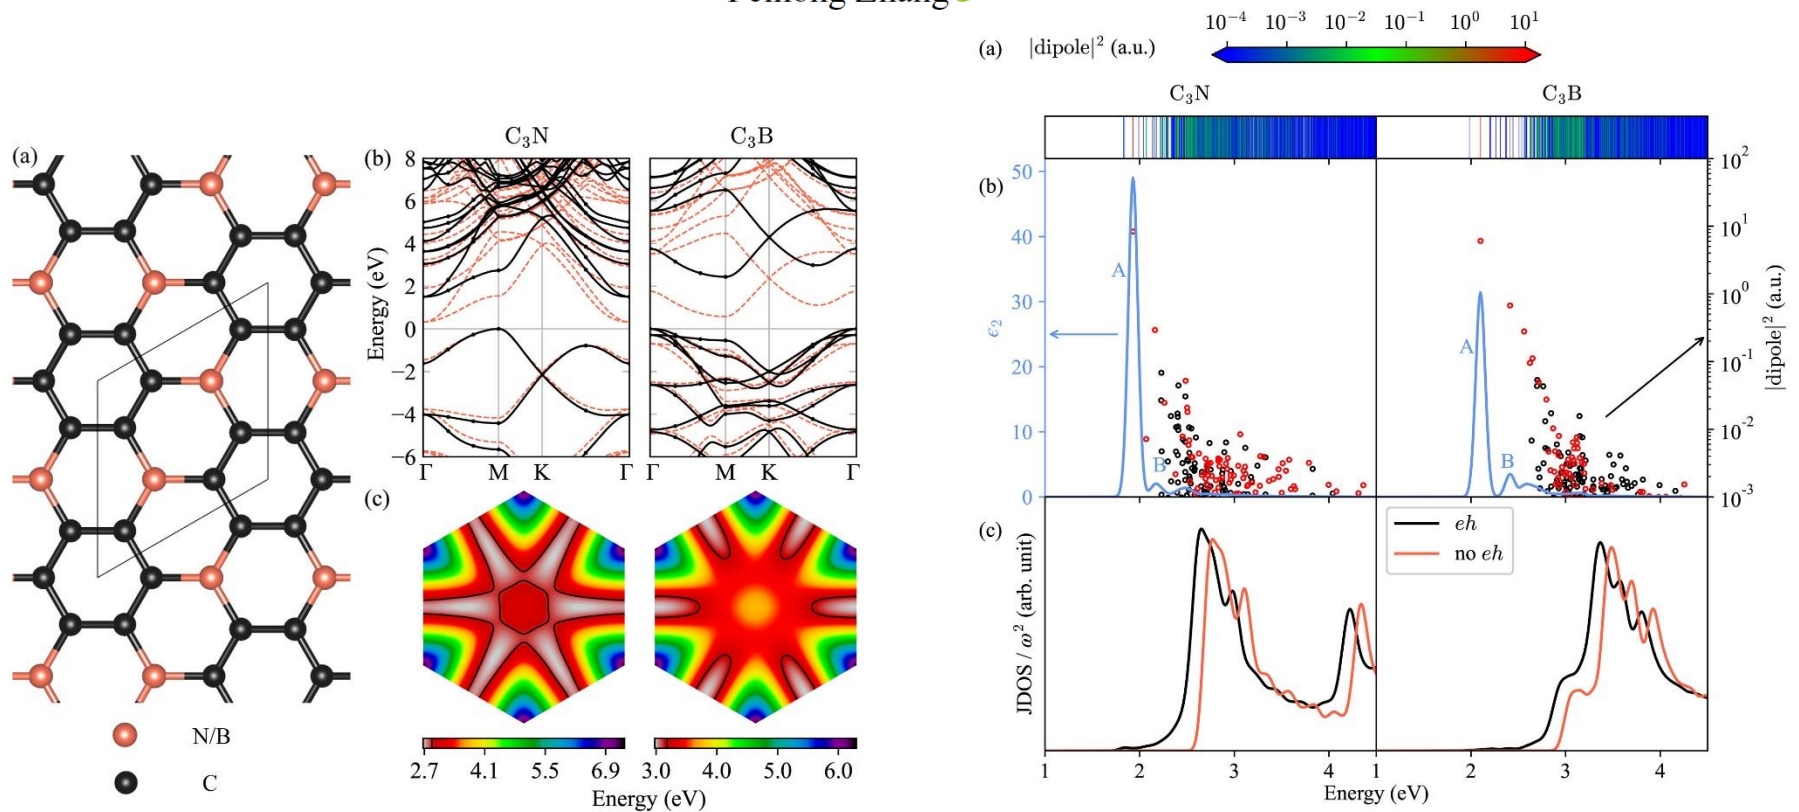 (a)
N/B
C
C₃N C₃B
(b)
Energy (eV)
8
6
4
2
0
−2
−4
−6
Γ M K Γ Γ M K Γ
(c)
2.7 4.1 5.5 6.9 3.0 4.0 5.0 6.0
Energy (eV)
(a) |dipole|² (a.u.)
10⁻⁴ 10⁻³ 10⁻² 10⁻¹ 10⁰ 10¹
C₃N C₃B
(b)
ϵ₂
50
40
30
20
10
0
A
B
A
B
10²
10¹
10⁰
10⁻¹
10⁻²
10⁻³
|dipole|² (a.u.)
(c)
JDOS / ω² (arb. unit)
eh
no eh
1 2 3 4 1 2 3 4
Energy (eV)